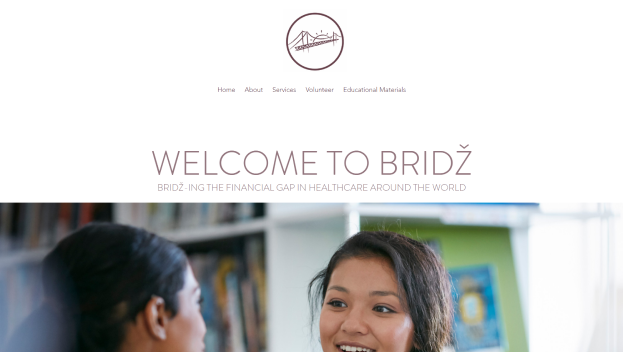 Home About Services Volunteer Educational Materials
WELCOME TO BRIDŽ
BRIDŽ-ING THE FINANCIAL GAP IN HEALTHCARE AROUND THE WORLD